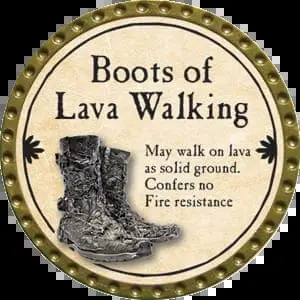 Boots of
Lava Walking
May walk on lava
as solid ground.
Confers no
Fire resistance